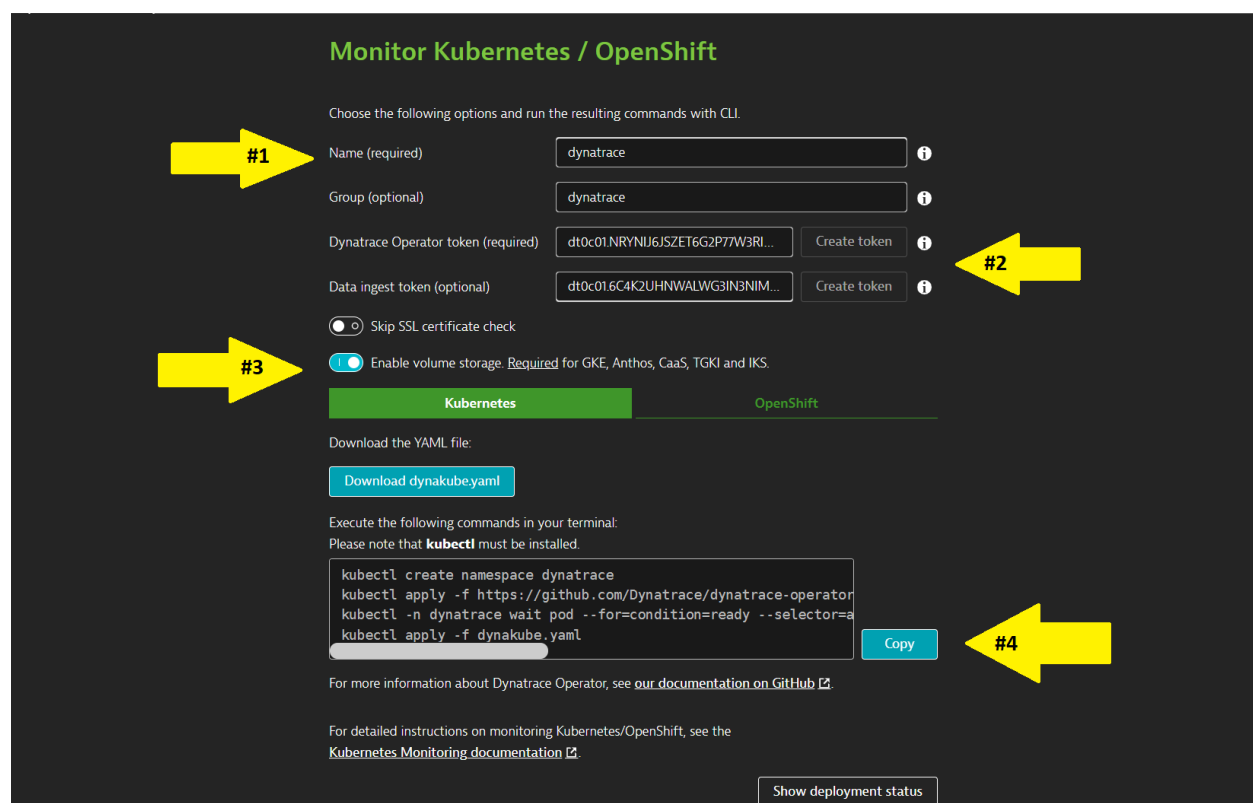 Monitor Kubernetes / OpenShift
Choose the following options and run the resulting commands with CLI.
#1
Name (required)
dynatrace
Group (optional)
dynatrace
Dynatrace Operator token (required)
dt0c01.NRYNIJ6JSZET6G2P77W3RI...
Create token
#2
Data ingest token (optional)
dt0c01.6C4K2UHNWALWG3IN3NIM...
Create token
Skip SSL certificate check
#3
Enable volume storage. Required for GKE, Anthos, CaaS, TGKI and IKS.
Kubernetes
OpenShift
Download the YAML file:
Download dynakube.yaml
Execute the following commands in your terminal:
Please note that kubectl must be installed.
kubectl create namespace dynatrace
kubectl apply -f https://github.com/Dynatrace/dynatrace-operator
kubectl -n dynatrace wait pod --for=condition=ready --selector=a
kubectl apply -f dynakube.yaml
Copy
#4
For more information about Dynatrace Operator, see our documentation on GitHub.
For detailed instructions on monitoring Kubernetes/OpenShift, see the
Kubernetes Monitoring documentation.
Show deployment status